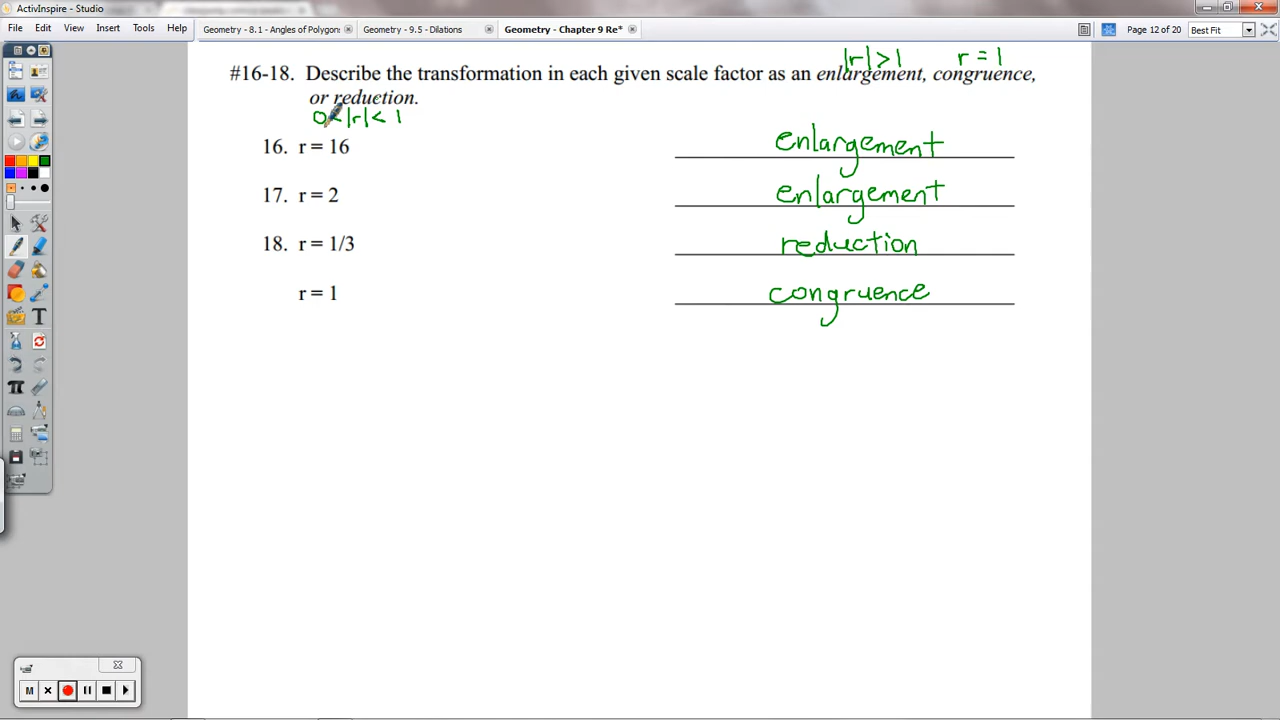 ActivInspire - Studio
File Edit View Insert Tools Help Geometry - 8.1 - Angles of Polygon: Geometry - 9.5 - Dilations Geometry - Chapter 9 Re* Page 12 of 20 Best Fit
|r| > 1 r = 1
#16-18. Describe the transformation in each given scale factor as an enlargement, congruence,
or reduction.
0 < |r| < 1
16. r = 16 enlargement
17. r = 2 enlargement
18. r = 1/3 reduction
r = 1 congruence
M